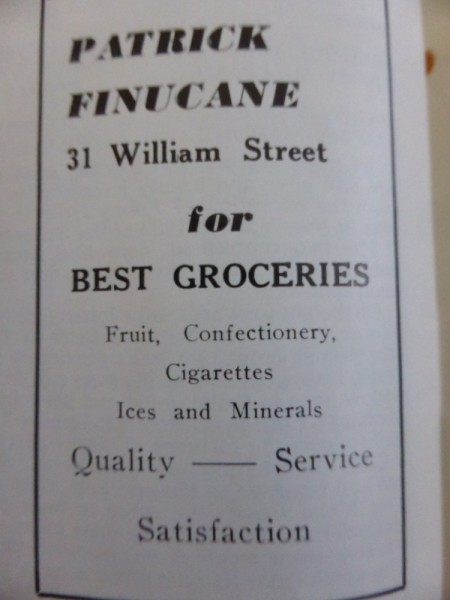 PATRICK
FINUCANE
31 William Street
for
BEST GROCERIES
Fruit, Confectionery,
Cigarettes
Ices and Minerals
Quality —— Service
Satisfaction